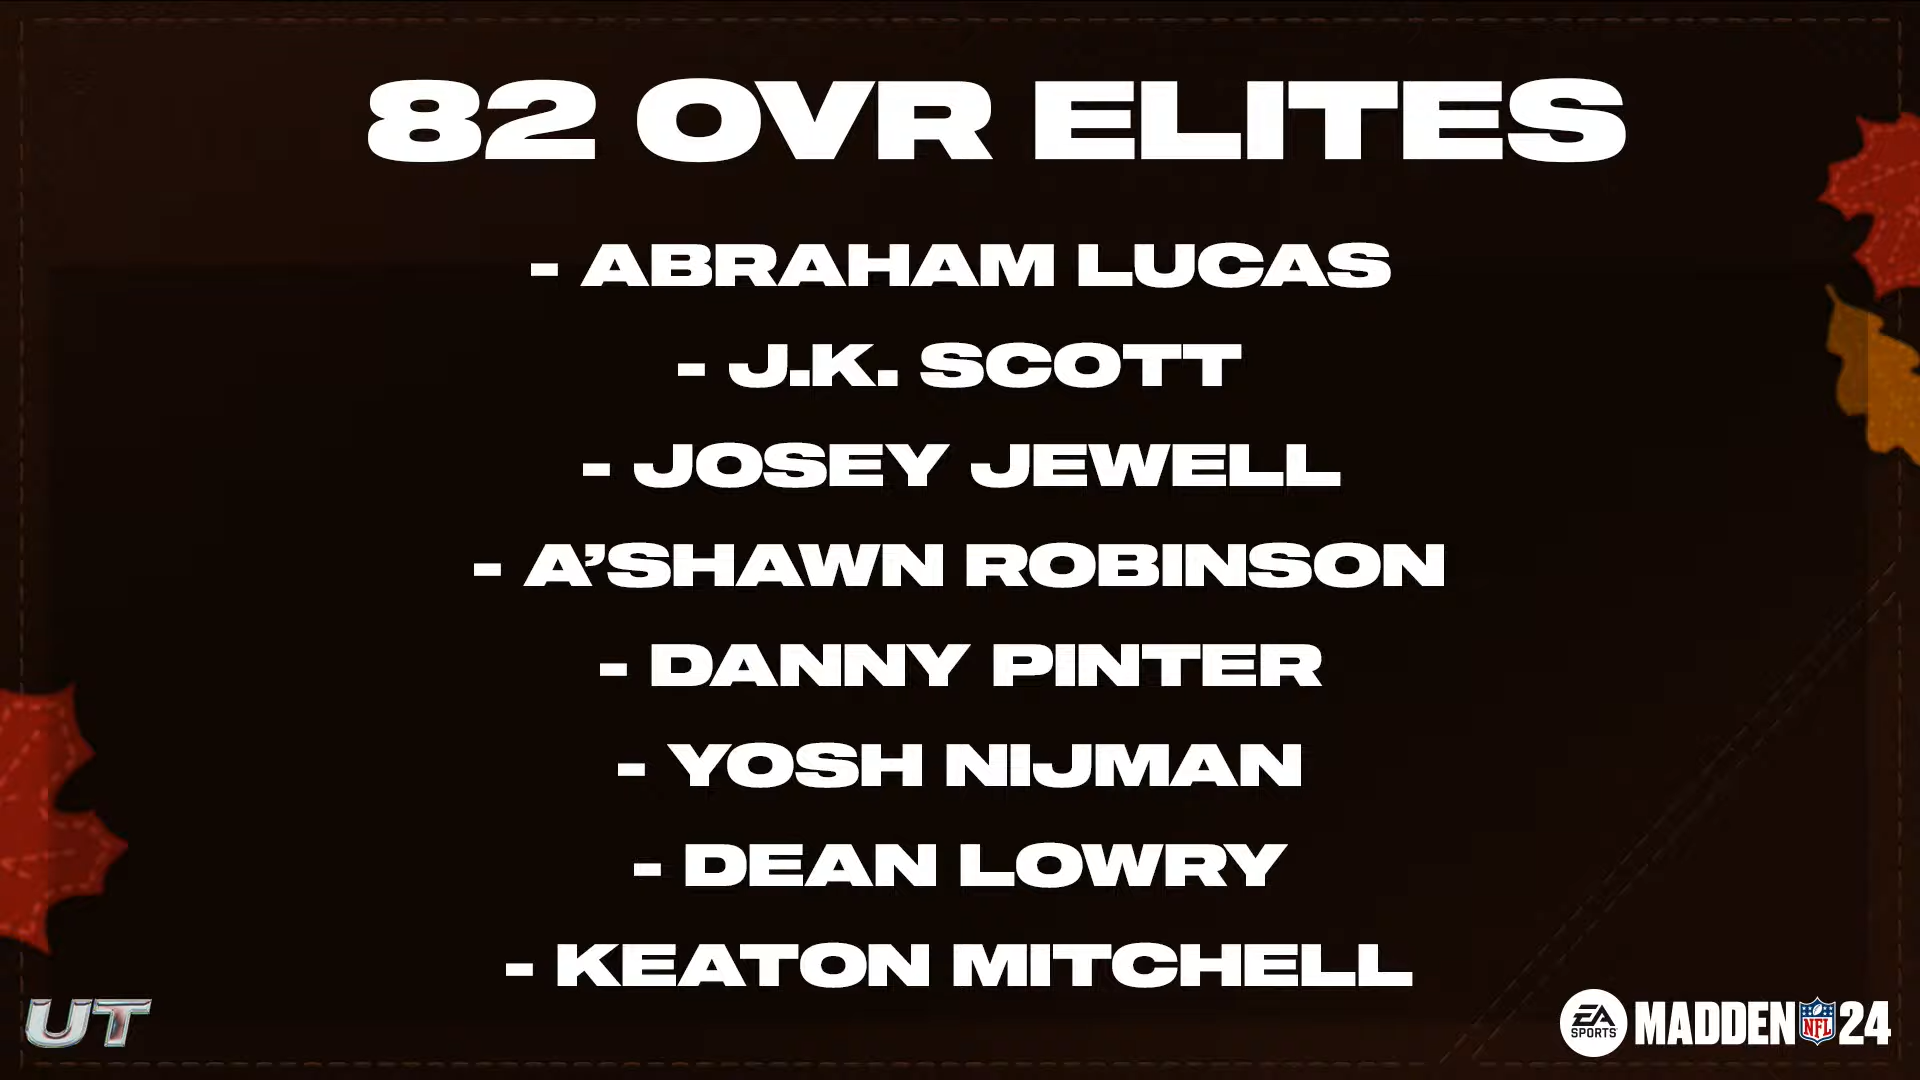 82 OVR ELITES
- ABRAHAM LUCAS
- J.K. SCOTT
- JOSEY JEWELL
- A’SHAWN ROBINSON
- DANNY PINTER
- YOSH NIJMAN
- DEAN LOWRY
- KEATON MITCHELL
UT
EA SPORTS MADDEN NFL 24